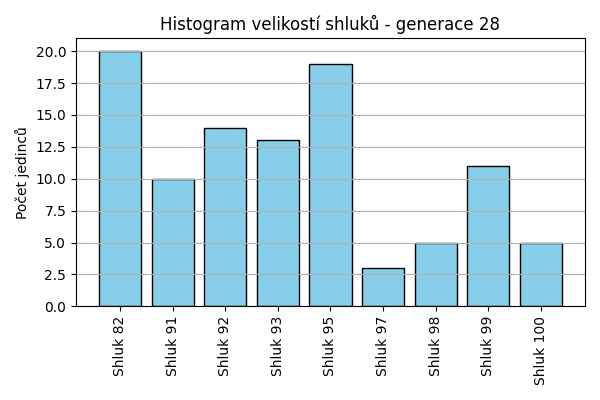 Histogram velikostí shluků - generace 28
Počet jedinců
20.0
17.5
15.0
12.5
10.0
7.5
5.0
2.5
0.0
Shluk 82
Shluk 91
Shluk 92
Shluk 93
Shluk 95
Shluk 97
Shluk 98
Shluk 99
Shluk 100